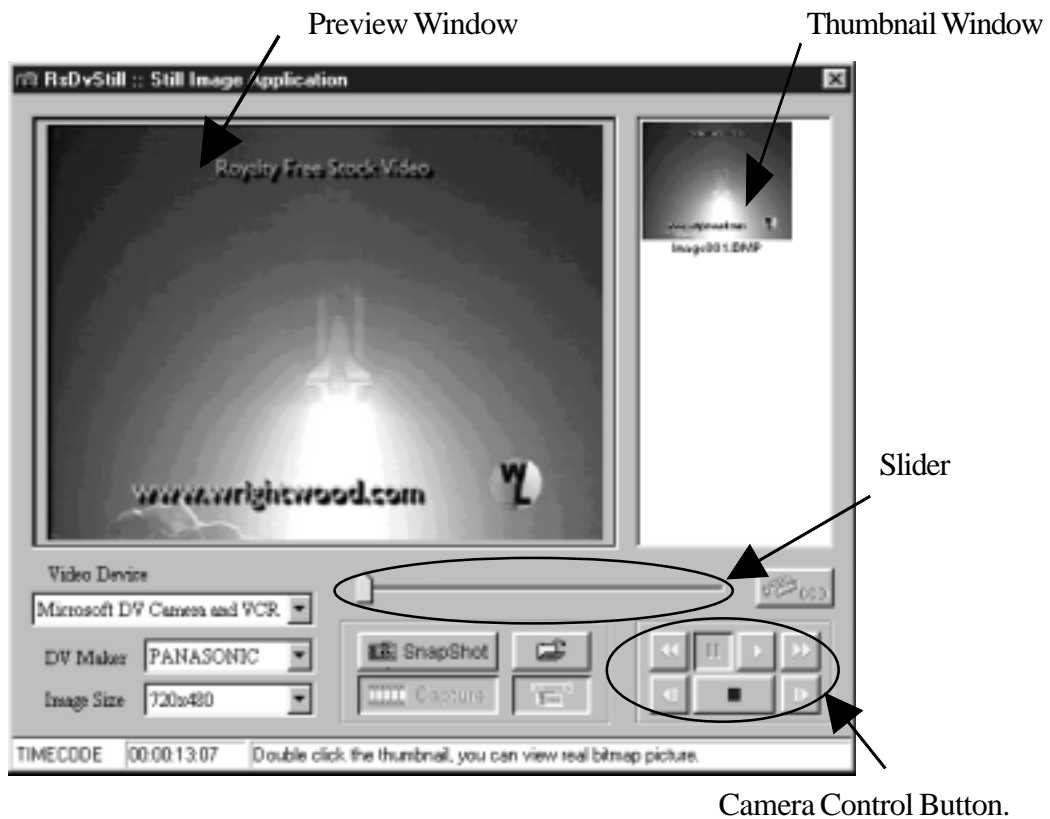 Preview Window
Thumbnail Window
RsDvStill :: Still Image Application
Royalty Free Stock Video
www.wrightwood.com
WL
Image001.BMP
Slider
Video Device
Microsoft DV Camera and VCR
DV Maker PANASONIC
Image Size 720x480
SnapShot
Capture
TIMECODE 00:00:13:07 Double click the thumbnail, you can view real bitmap picture.
Camera Control Button.